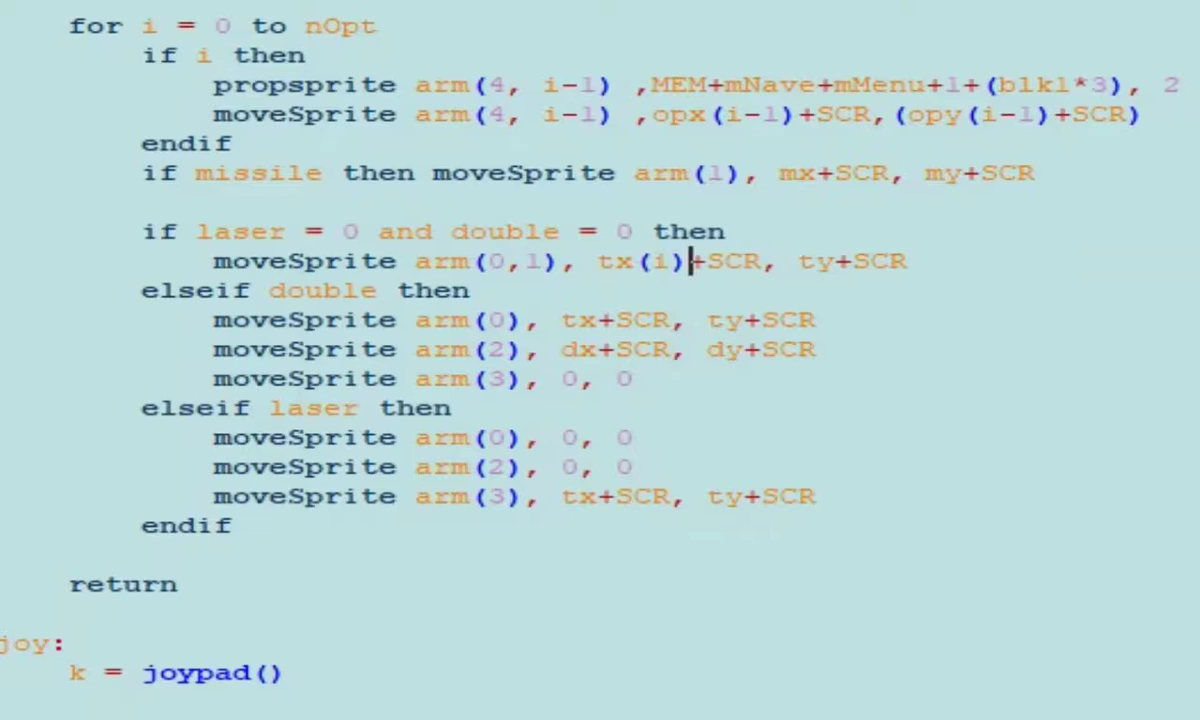 for i = 0 to nOpt
if i then
propsprite arm(4, i-1) ,MEM+mNave+mMenu+1+(blk1*3), 2
moveSprite arm(4, i-1) ,opx(i-1)+SCR,(opy(i-1)+SCR)
endif
if missile then moveSprite arm(1), mx+SCR, my+SCR
if laser = 0 and double = 0 then
moveSprite arm(0,1), tx(i)+SCR, ty+SCR
elseif double then
moveSprite arm(0), tx+SCR, ty+SCR
moveSprite arm(2), dx+SCR, dy+SCR
moveSprite arm(3), 0, 0
elseif laser then
moveSprite arm(0), 0, 0
moveSprite arm(2), 0, 0
moveSprite arm(3), tx+SCR, ty+SCR
endif
return
joy:
k = joypad()